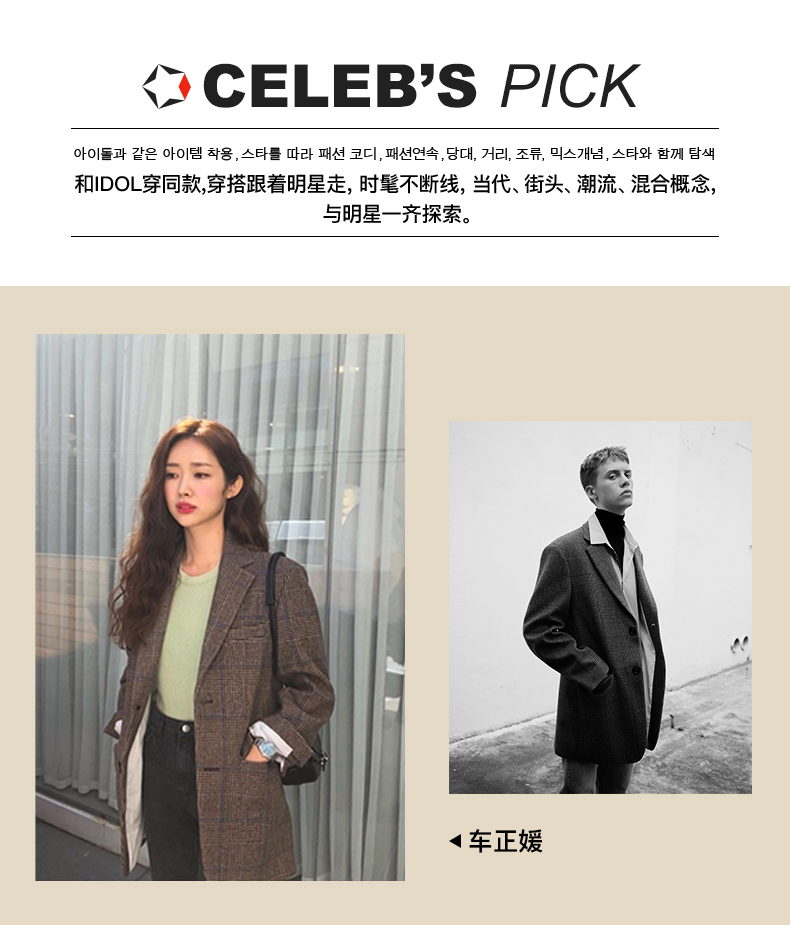 CELEB'S PICK
아이돌과 같은 아이템 착용,스타를 따라 패션 코디,패션연속,당대, 거리, 조류, 믹스개념,스타와 함께 탐색
和IDOL穿同款,穿搭跟着明星走, 时髦不断线, 当代、街头、潮流、混合概念,
与明星一齐探索。
◀ 车正媛